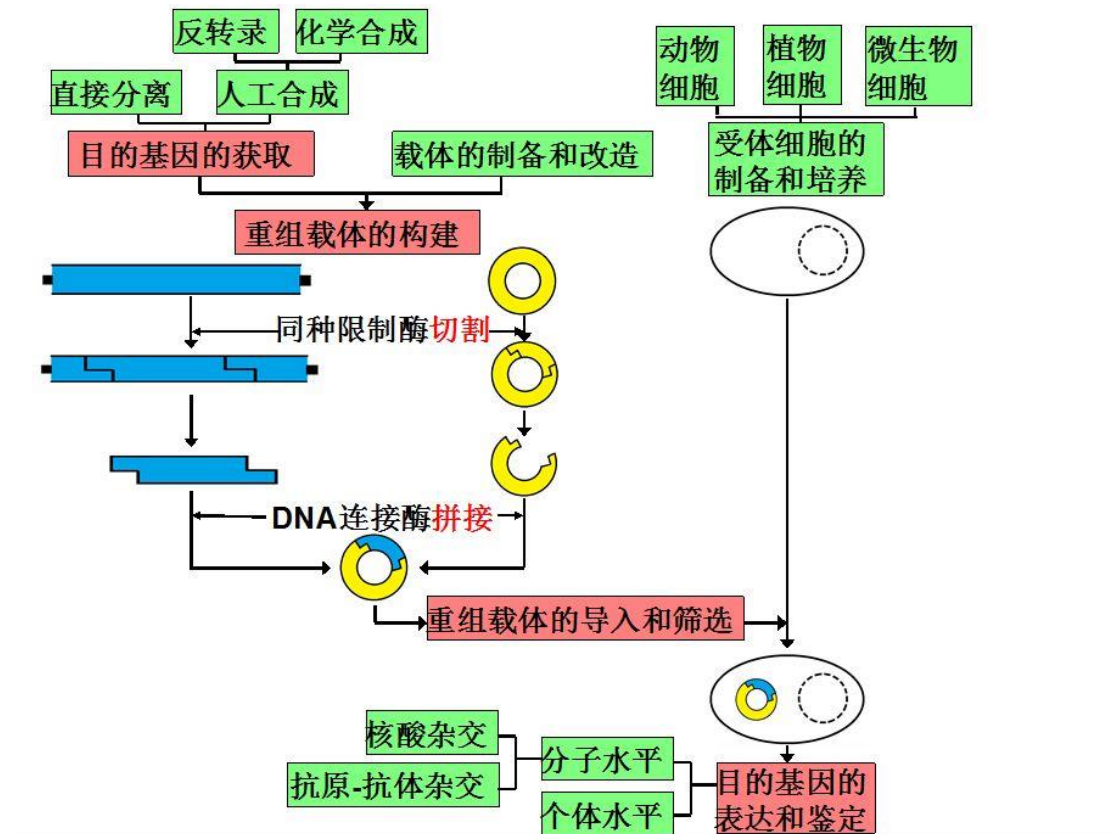 反转录
化学合成
动物
细胞
植物
细胞
微生物
细胞
直接分离
人工合成
目的基因的获取
载体的制备和改造
受体细胞的
制备和培养
重组载体的构建
同种限制酶切割
DNA连接酶拼接
重组载体的导入和筛选
核酸杂交
分子水平
抗原-抗体杂交
目的基因的
表达和鉴定
个体水平